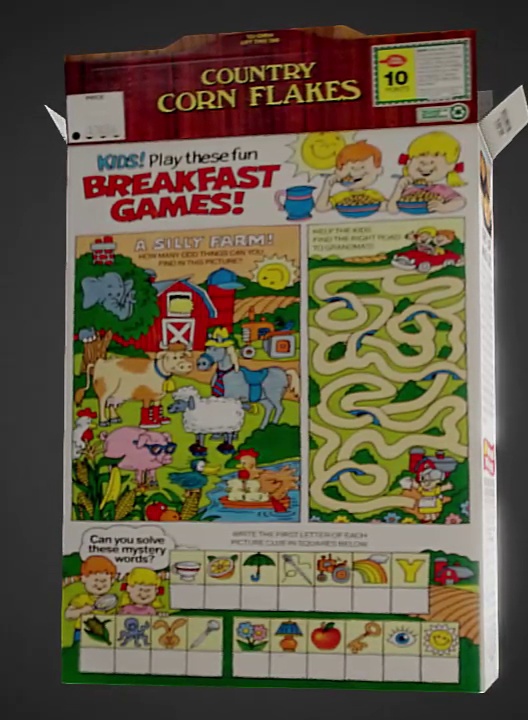 COUNTRY
CORN FLAKES
10
POINTS
KIDS! Play these fun
BREAKFAST
GAMES!
A SILLY FARM!
HOW MANY ODD THINGS CAN YOU
FIND IN THIS PICTURE?
HELP THE KIDS
FIND THE RIGHT ROAD
TO GRANDMA'S
Can you solve
these mystery
words?
WRITE THE FIRST LETTER OF EACH
PICTURE CLUE IN SQUARES BELOW
Y